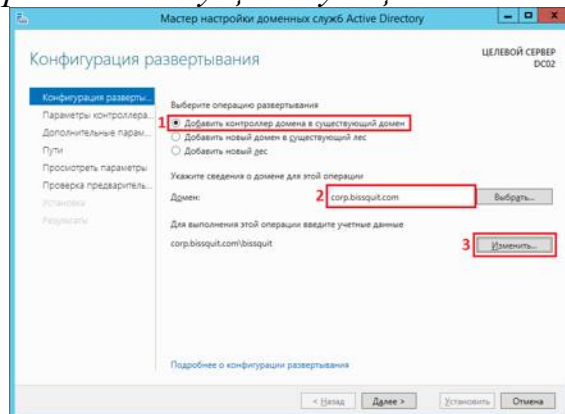 Мастер настройки доменных служб Active Directory
Конфигурация развертывания
ЦЕЛЕВОЙ СЕРВЕР
DC02
Конфигурация разверты...
Параметры контроллера...
Дополнительные парам...
Пути
Просмотреть параметры
Проверка предваритель...
Установка
Результаты
Выберите операцию развертывания
1 Добавить контроллер домена в существующий домен
Добавить новый домен в существующий лес
Добавить новый лес
Укажите сведения о домене для этой операции
Домен: 2 corp.bissquit.com Выбрать...
Для выполнения этой операции введите учетные данные
corp.bissquit.com\bissquit 3 Изменить...
Подробнее о конфигурации развертывания
< Назад Далее > Установить Отмена